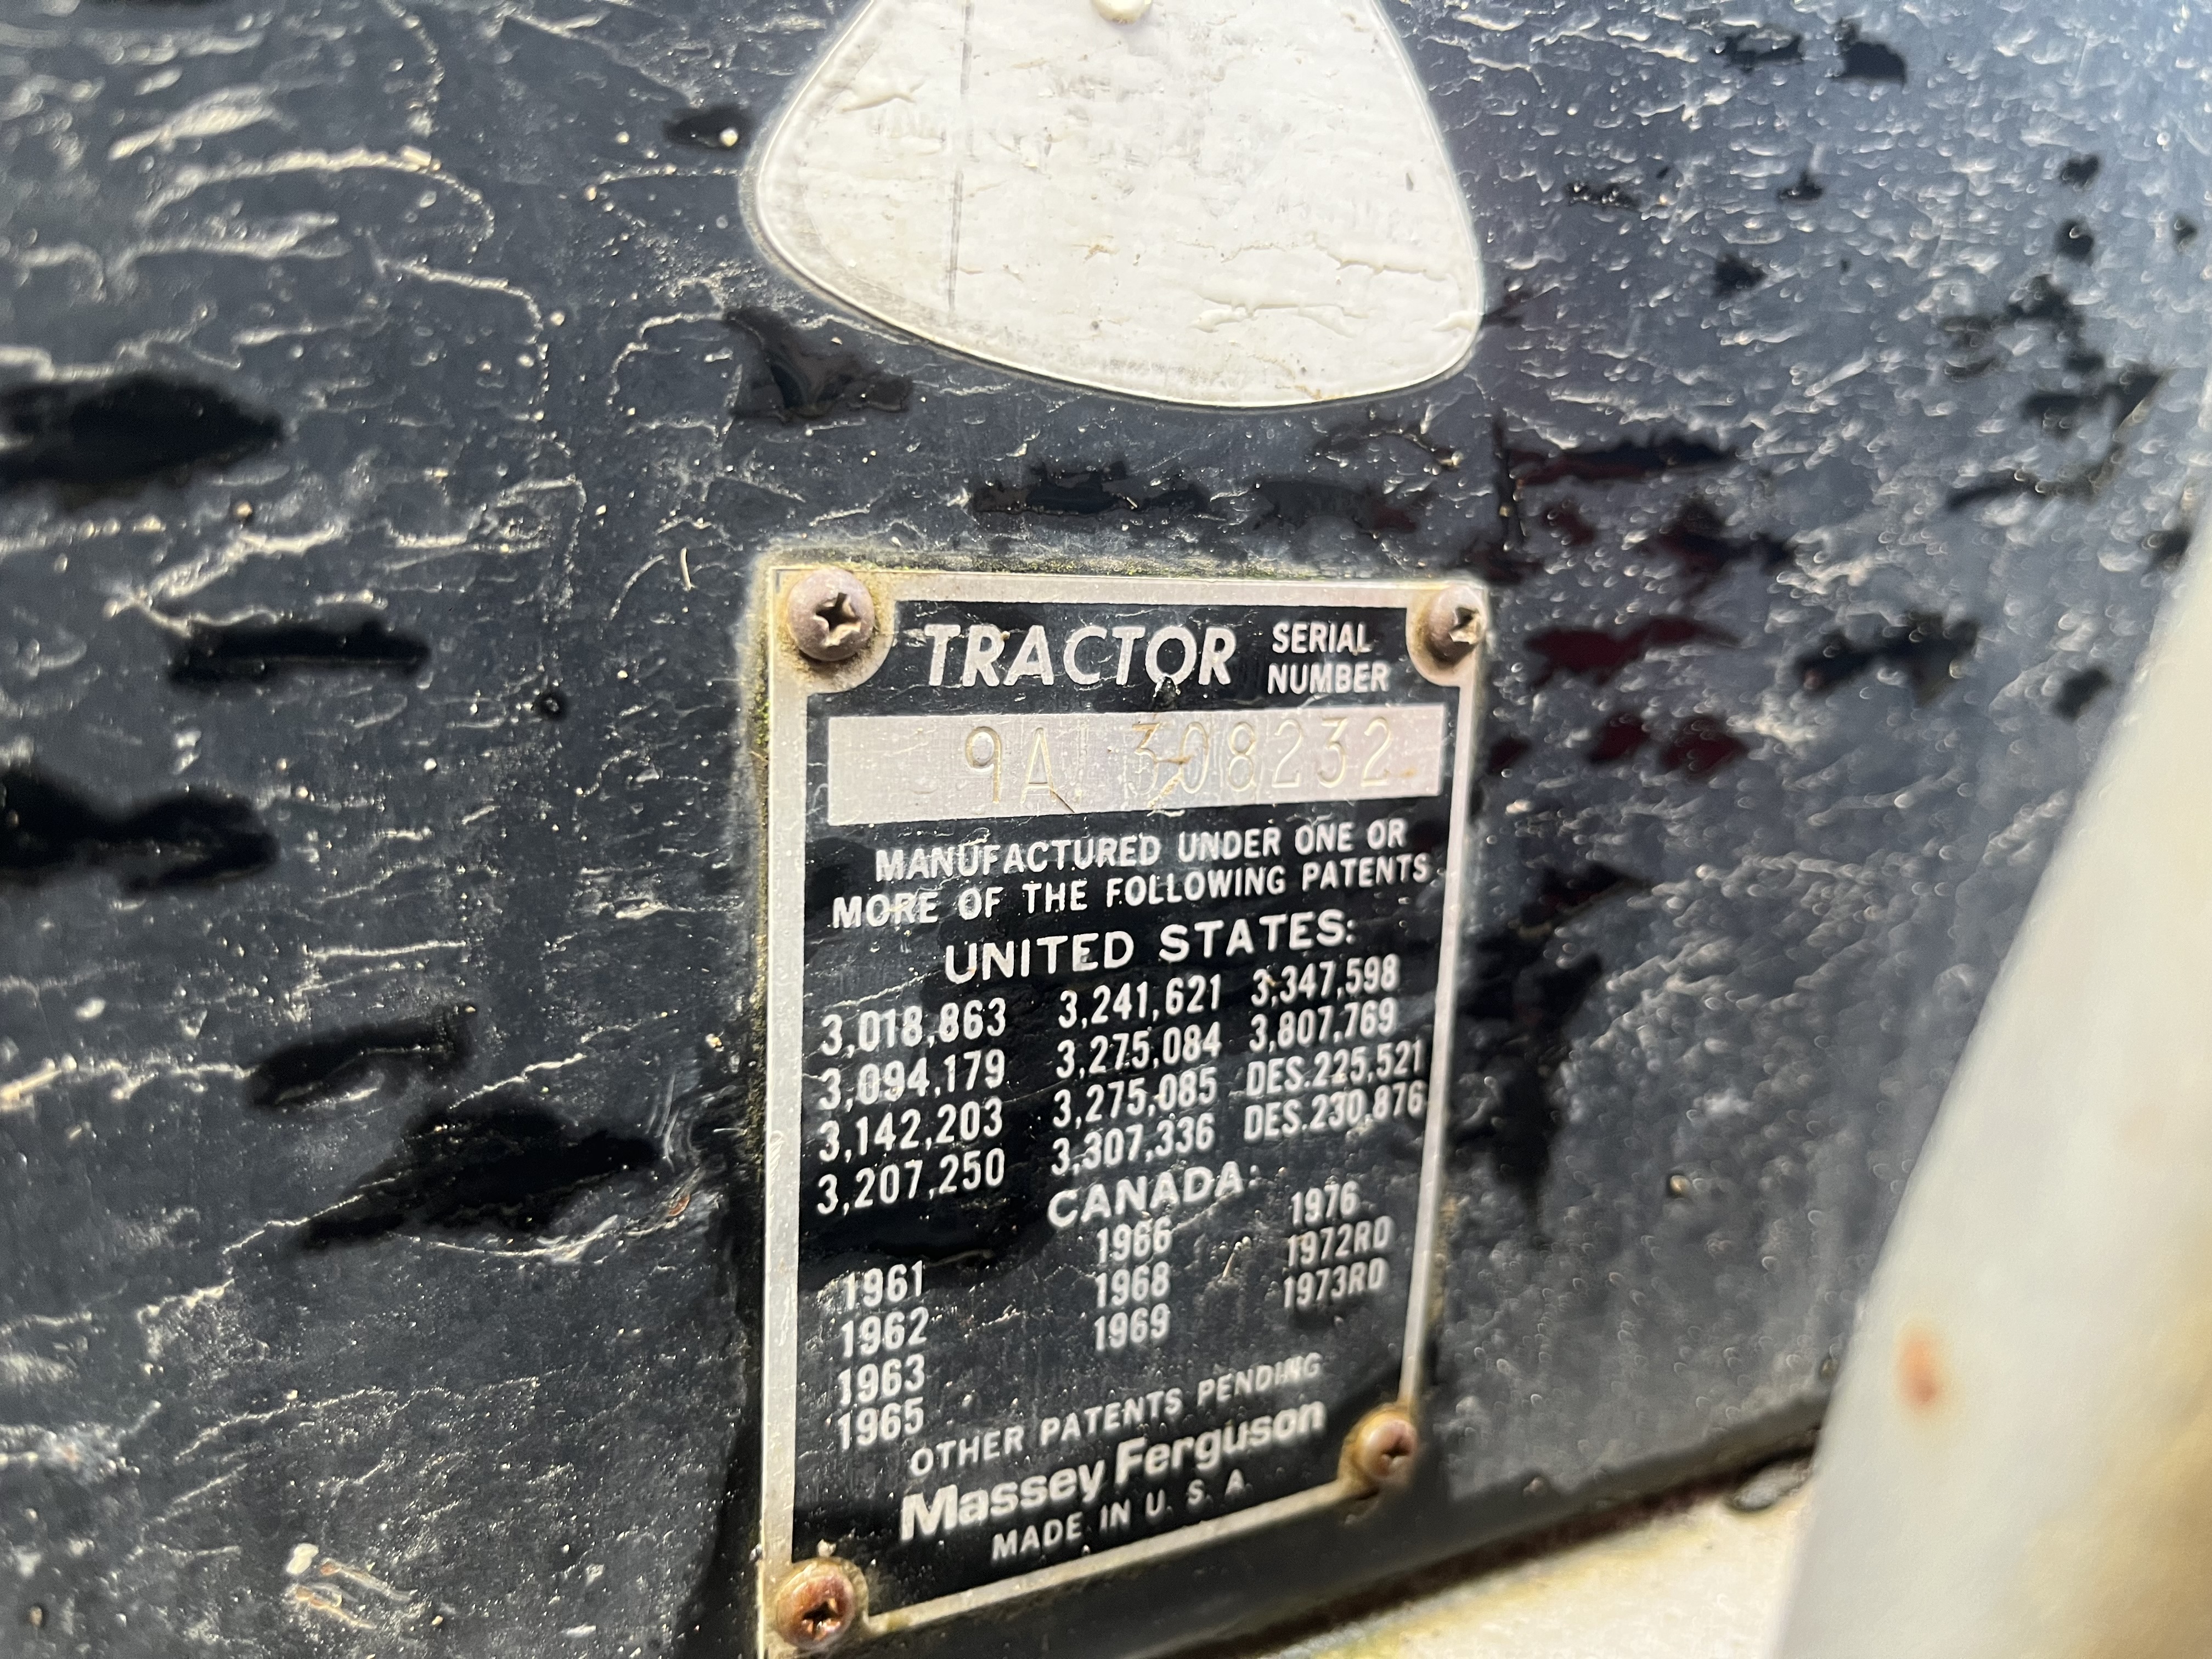 TRACTOR SERIAL NUMBER
9A 308232
MANUFACTURED UNDER ONE OR
MORE OF THE FOLLOWING PATENTS
UNITED STATES:
3,018,863 3,241,621 3,347,598
3,094,179 3,275,084 3,807,769
3,142,203 3,275,085 DES.225,521
3,207,250 3,307,336 DES.230,876
CANADA:
1961 1966 1976
1962 1968 1972RD
1963 1969 1973RD
1965
OTHER PATENTS PENDING
Massey Ferguson
MADE IN U. S. A.